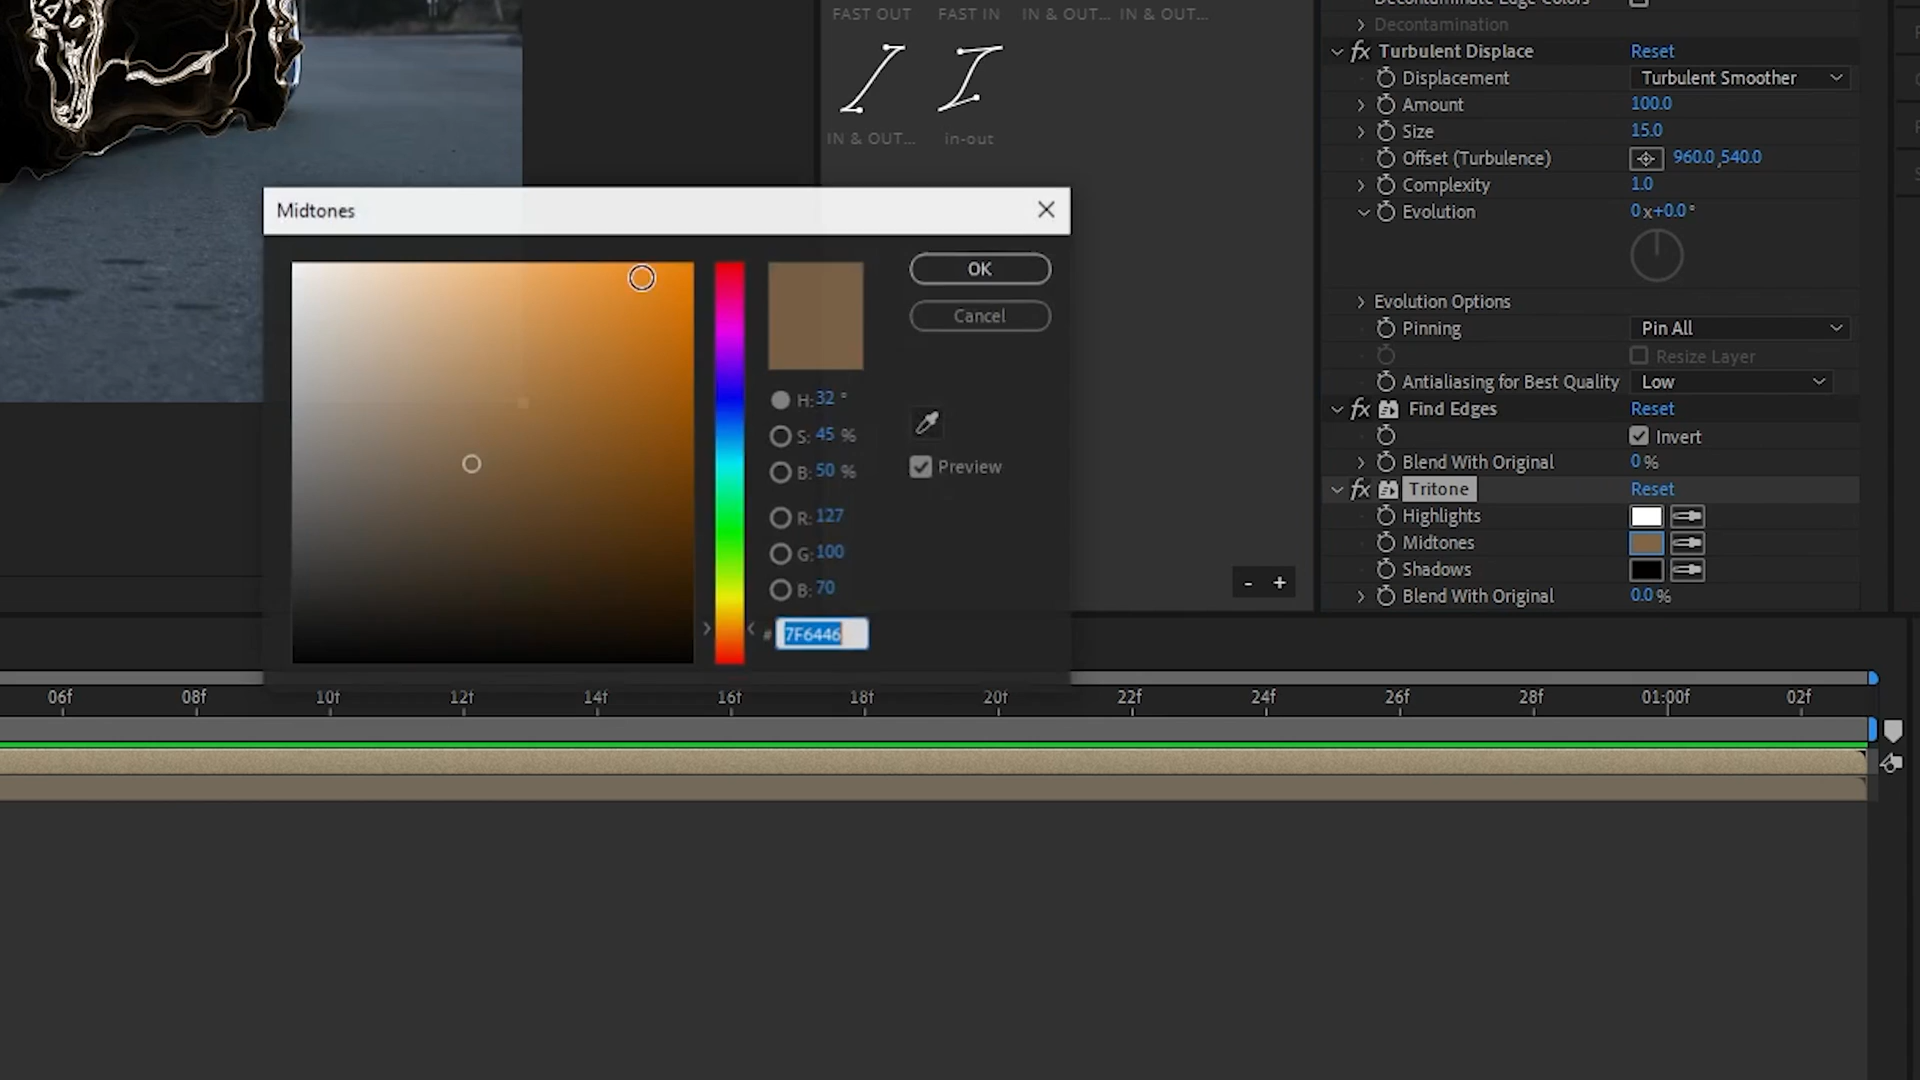 FAST OUT FAST IN IN & OUT... IN & OUT...
IN & OUT... in-out
Decontamination
Turbulent Displace Reset
Displacement Turbulent Smoother
Amount 100.0
Size 15.0
Offset (Turbulence) 960.0,540.0
Complexity 1.0
Evolution 0x+0.0°
Evolution Options
Pinning Pin All
Resize Layer
Antialiasing for Best Quality Low
fx Find Edges Reset
Invert
Blend With Original 0%
fx Tritone Reset
Highlights
Midtones
Shadows
Blend With Original 0.0%
- +
Midtones
OK
Cancel
H: 32 °
S: 45 %
B: 50 %
Preview
R: 127
G: 100
B: 70
# 7F6446
06f 08f 10f 12f 14f 16f 18f 20f 22f 24f 26f 28f 01:00f 02f